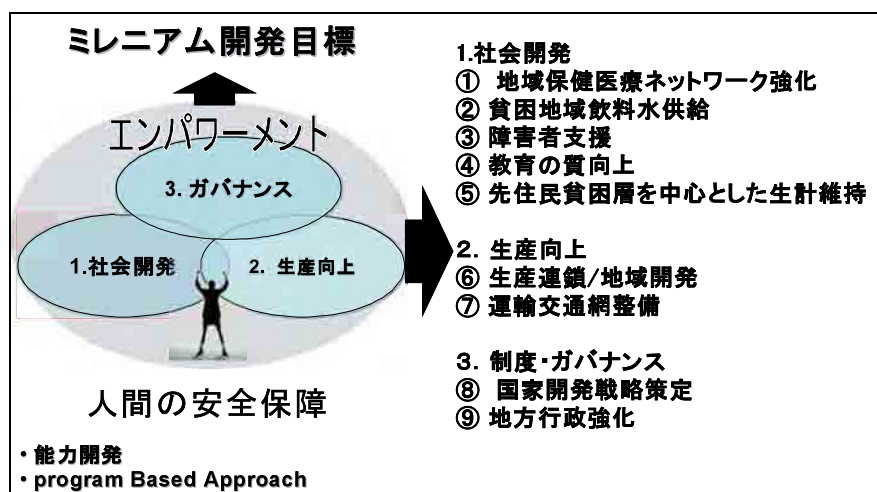 ミレニアム開発目標
エンパワーメント
3. ガバナンス
1.社会開発
2. 生産向上
人間の安全保障
・能力開発
・program Based Approach
1.社会開発
① 地域保健医療ネットワーク強化
② 貧困地域飲料水供給
③ 障害者支援
④ 教育の質向上
⑤ 先住民貧困層を中心とした生計維持
2. 生産向上
⑥ 生産連鎖/地域開発
⑦ 運輸交通網整備
3. 制度・ガバナンス
⑧ 国家開発戦略策定
⑨ 地方行政強化